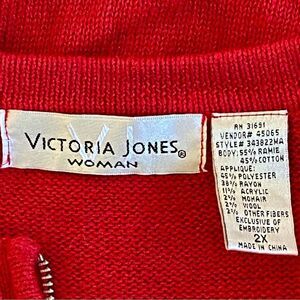 VICTORIA JONES®
WOMAN
RN 31691
VENDOR# 45065
STYLE# 343822MA
BODY: 55% RAMIE
45% COTTON
APPLIQUE:
45% POLYESTER
38% RAYON
11% ACRYLIC
2% MOHAIR
2% WOOL
2% OTHER FIBERS
EXCLUSIVE OF
EMBROIDERY
2X
MADE IN CHINA